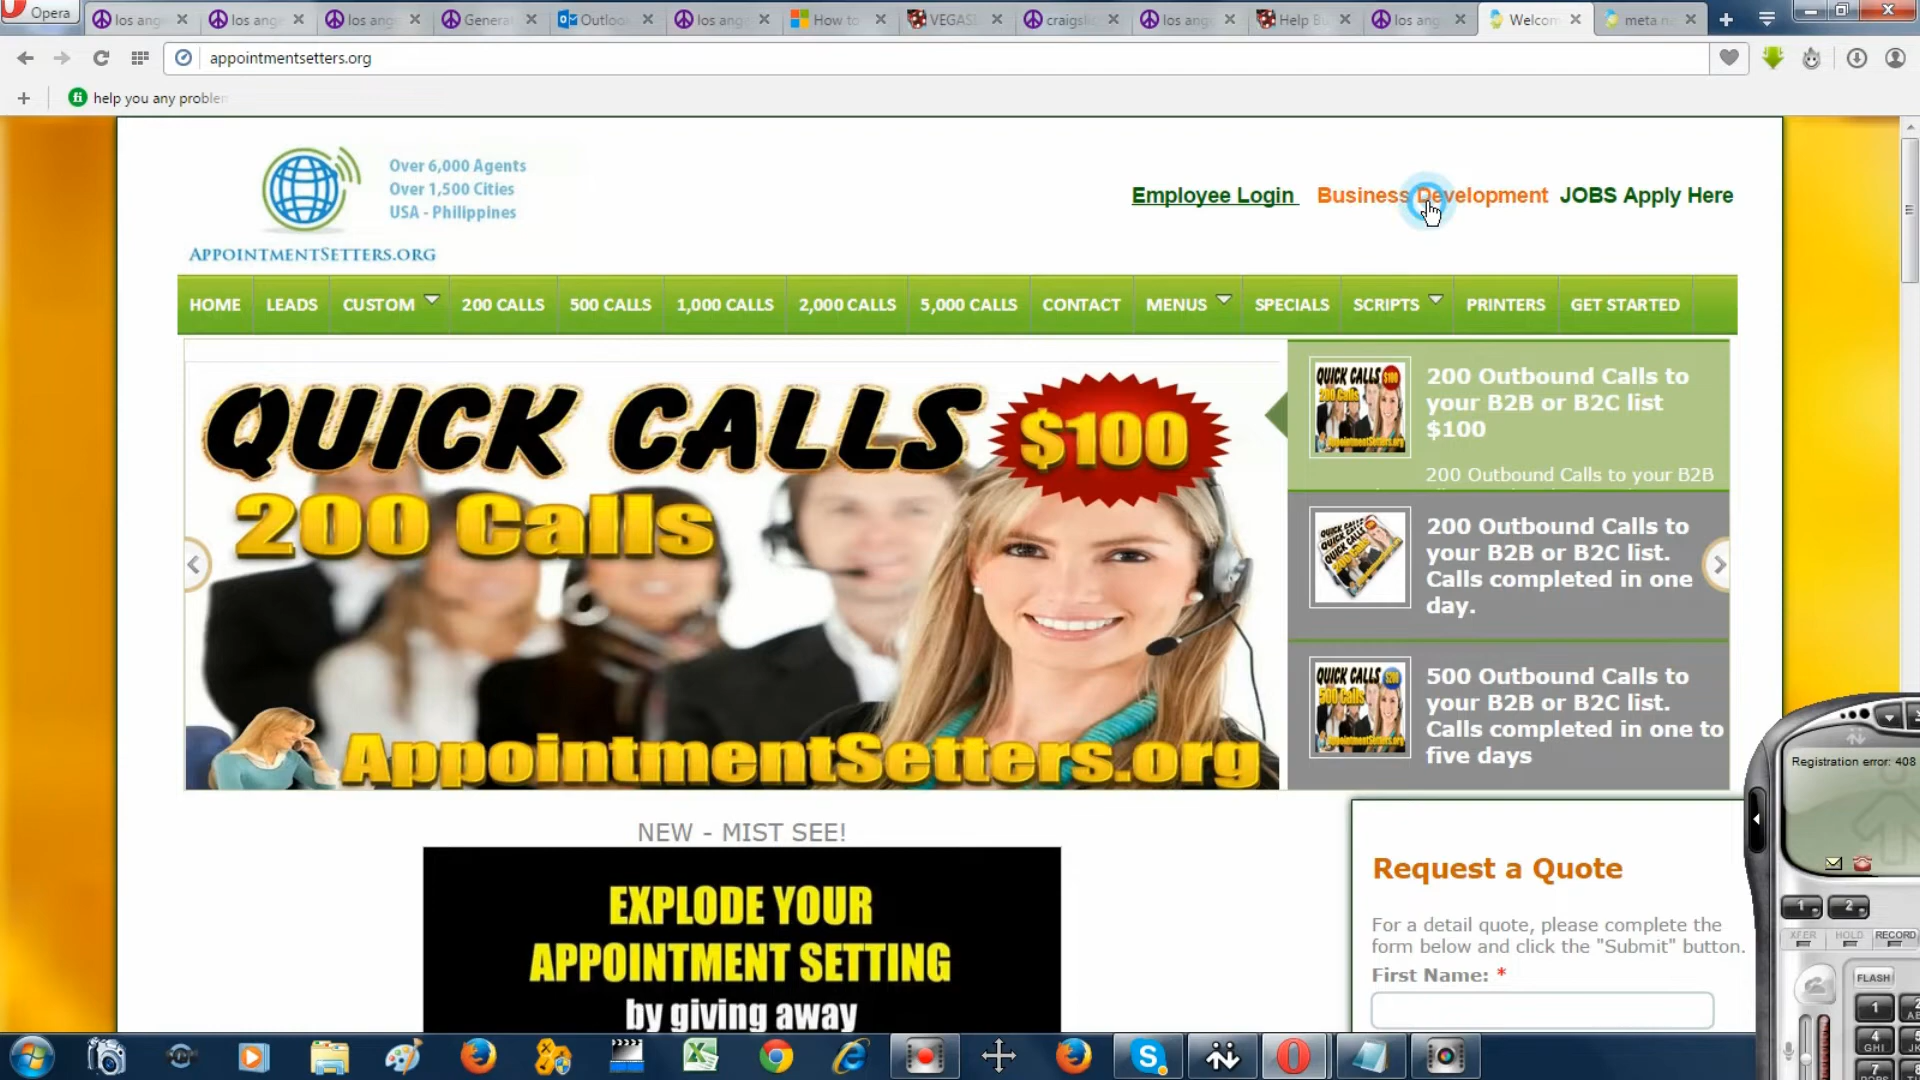 Opera
los ang
los ang
los ang
General
Outlook
los ang
How to
VEGASL
craigsli
los ang
Help Bu
los ang
Welcom
meta n
appointmentsetters.org
help you any problem
Over 6,000 Agents
Over 1,500 Cities
USA - Philippines
APPOINTMENTSETTERS.ORG
Employee Login Business Development JOBS Apply Here
HOME LEADS CUSTOM 200 CALLS 500 CALLS 1,000 CALLS 2,000 CALLS 5,000 CALLS CONTACT MENUS SPECIALS SCRIPTS PRINTERS GET STARTED
QUICK CALLS $100
200 Calls
AppointmentSetters.org
QUICK CALLS
200 Calls
200 Outbound Calls to
your B2B or B2C list
$100
200 Outbound Calls to your B2B
QUICK CALLS
200 Calls
200 Outbound Calls to
your B2B or B2C list.
Calls completed in one
day.
QUICK CALLS
500 Calls
500 Outbound Calls to
your B2B or B2C list.
Calls completed in one to
five days
NEW - MIST SEE!
EXPLODE YOUR
APPOINTMENT SETTING
by giving away
Request a Quote
For a detail quote, please complete the
form below and click the "Submit" button.
First Name: *
Registration error: 408
1 2
XFER HOLD RECORD
FLASH
1
4
GHI
7